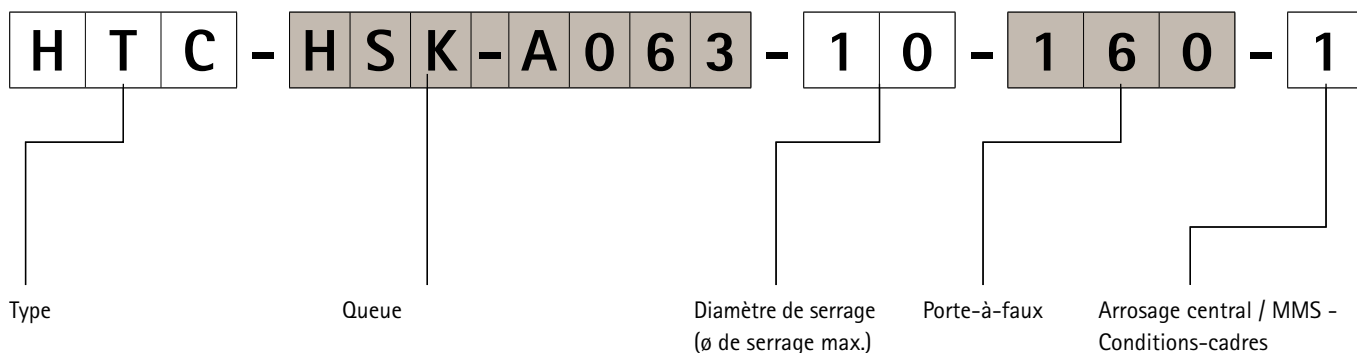 HTC-HSK-A063-10-160-1
Type
Queue
Diamètre de serrage
(ø de serrage max.)
Porte-à-faux
Arrosage central / MMS -
Conditions-cadres